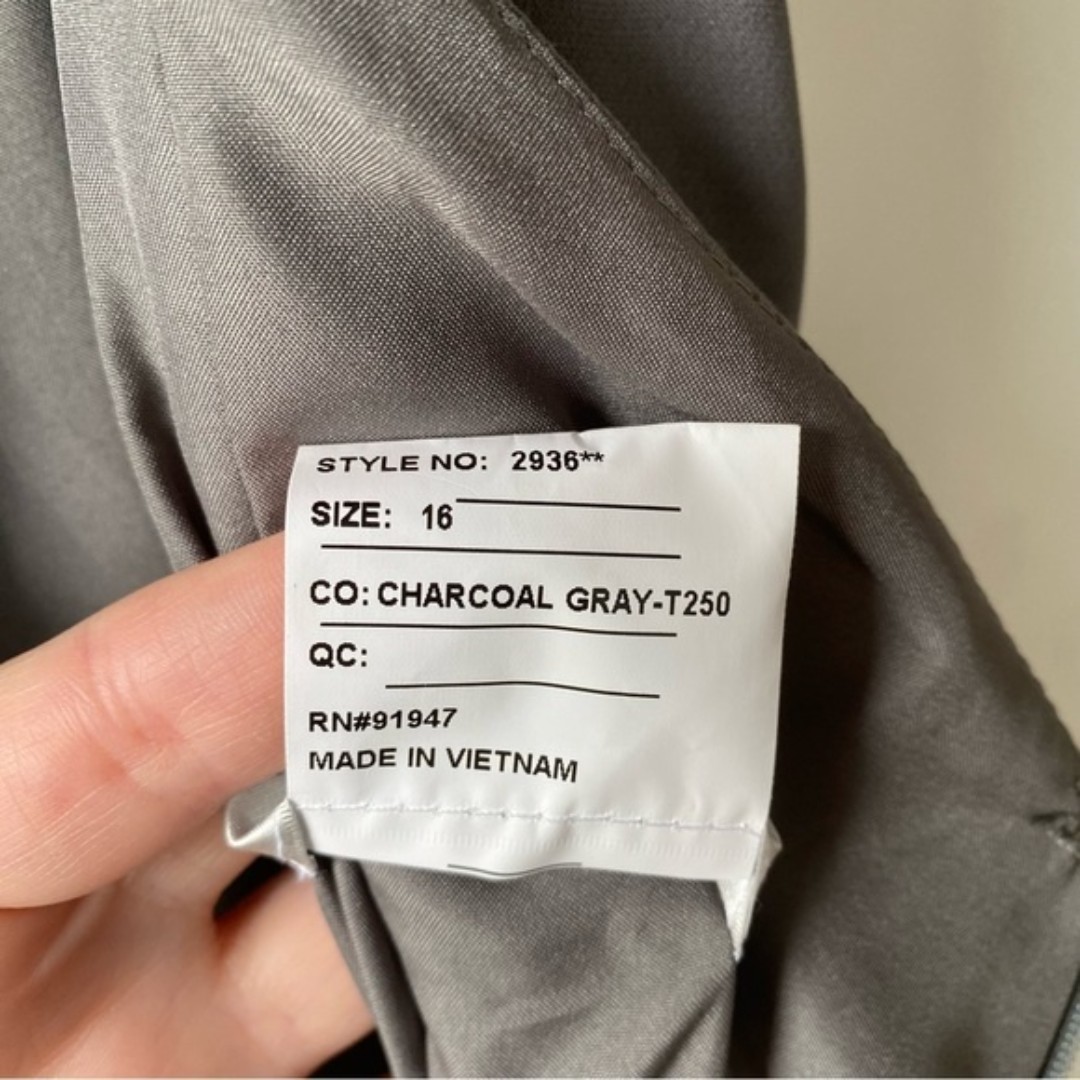 STYLE NO: 2936**
SIZE: 16
CO: CHARCOAL GRAY-T250
QC:
RN#91947
MADE IN VIETNAM